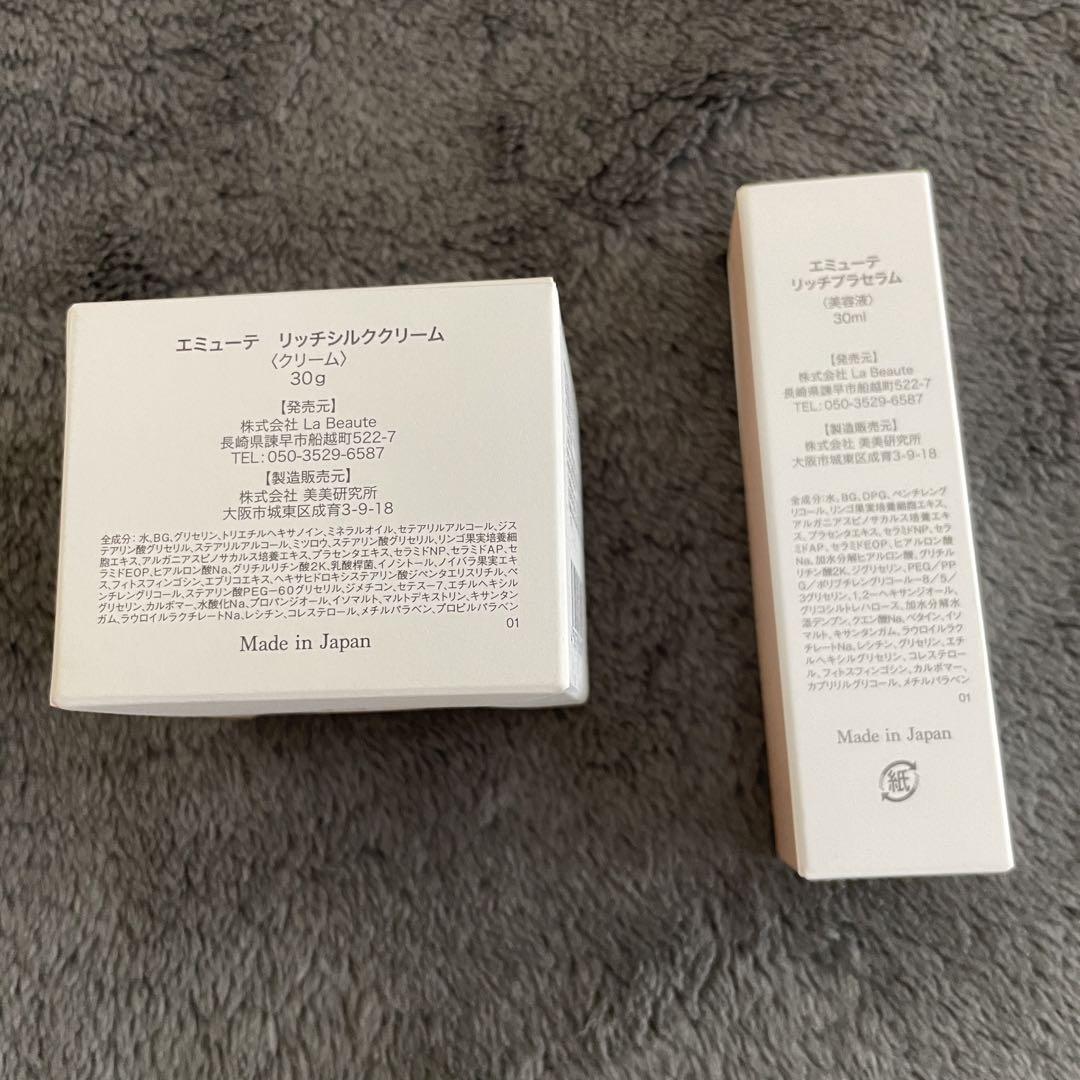 エミューテ　リッチシルククリーム
〈クリーム〉
30g
【発売元】
株式会社 La Beaute
長崎県諫早市船越町522-7
TEL:050-3529-6587
【製造販売元】
株式会社 美美研究所
大阪市城東区成育3-9-18
全成分:水、BG、グリセリン、トリエチルヘキサノイン、ミネラルオイル、セテアリルアルコール、ジス
テアリン酸グリセリル、ステアリルアルコール、ミツロウ、ステアリン酸グリセリル、リンゴ果実培養細
胞エキス、アルガニアスピノサカルス培養エキス、プラセンタエキス、セラミドNP、セラミドAP、セ
ラミドEOP、ヒアルロン酸Na、グリチルリチン酸2K、乳酸桿菌、イノシトール、ノイバラ果実エキ
ス、フィトスフィンゴシン、エブリコエキス、ヘキサヒドロキシステアリン酸ジペンタエリスリチル、ペ
ンチレングリコール、ステアリン酸PEG-60グリセリル、ジメチコン、セテス-7、エチルヘキシル
グリセリン、カルボマー、水酸化Na、プロパンジオール、イソマルト、マルトデキストリン、キサンタン
ガム、ラウロイルラクチレートNa、レシチン、コレステロール、メチルパラベン、プロピルパラベン
01
Made in Japan
エミューテ
リッチプラセラム
〈美容液〉
30ml
【発売元】
株式会社 La Beaute
長崎県諫早市船越町522-7
TEL:050-3529-6587
【製造販売元】
株式会社 美美研究所
大阪市城東区成育3-9-18
全成分:水、BG、DPG、ペンチレング
リコール、リンゴ果実培養細胞エキス、
アルガニアスピノサカルス培養エキ
ス、プラセンタエキス、セラミドNP、セラ
ミドAP、セラミドEOP、ヒアルロン酸
Na、加水分解ヒアルロン酸、グリチル
リチン酸2K、ジグリセリン、PEG/PP
G/ポリブチレングリコール-8/5/
3グリセリン、1,2-ヘキサンジオール、
グリコシルトレハロース、加水分解水
添デンプン、クエン酸Na、ベタイン、イソ
マルト、キサンタンガム、ラウロイルラク
チレートNa、レシチン、グリセリン、エチ
ルヘキシルグリセリン、コレステロー
ル、フィトスフィンゴシン、カルボマー、
カプリリルグリコール、メチルパラベン
01
Made in Japan
紙